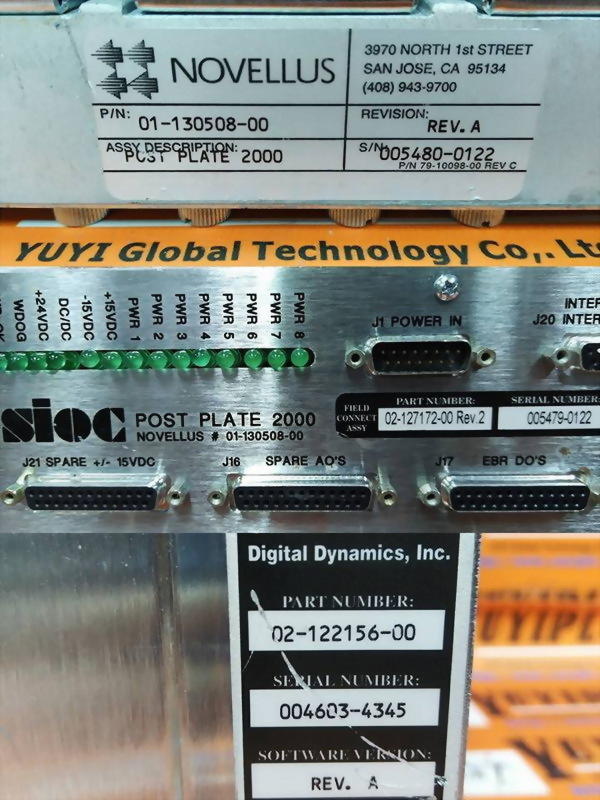 NOVELLUS
3970 NORTH 1st STREET
SAN JOSE, CA 95134
(408) 943-9700
P/N:
01-130508-00
REVISION:
REV. A
ASSY DESCRIPTION:
POST PLATE 2000
S/N:
005480-0122
P/N 79-10098-00 REV C
YUYI Global Technology Co,. Lt
WDOG
+24VDC
DC/DC
-15VDC
+15VDC
PWR 1
PWR 2
PWR 3
PWR 4
PWR 5
PWR 6
PWR 7
PWR 8
J1 POWER IN
J20 INTER
sioc
POST PLATE 2000
NOVELLUS # 01-130508-00
FIELD
CONNECT
ASSY
PART NUMBER:
02-127172-00 Rev.2
SERIAL NUMBER:
005479-0122
J21 SPARE +/- 15VDC
J16 SPARE AO'S
J17 EBR DO'S
Digital Dynamics, Inc.
PART NUMBER:
02-122156-00
SERIAL NUMBER:
004603-4345
SOFTWARE VERSION:
REV. A